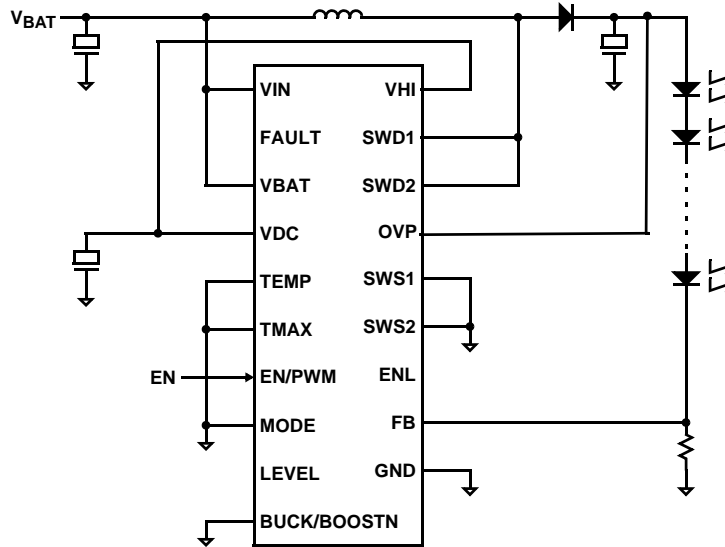 VBAT
VIN
VHI
FAULT
SWD1
VBAT
SWD2
VDC
OVP
TEMP
SWS1
TMAX
SWS2
EN
EN/PWM
ENL
MODE
FB
LEVEL
GND
BUCK/BOOSTN